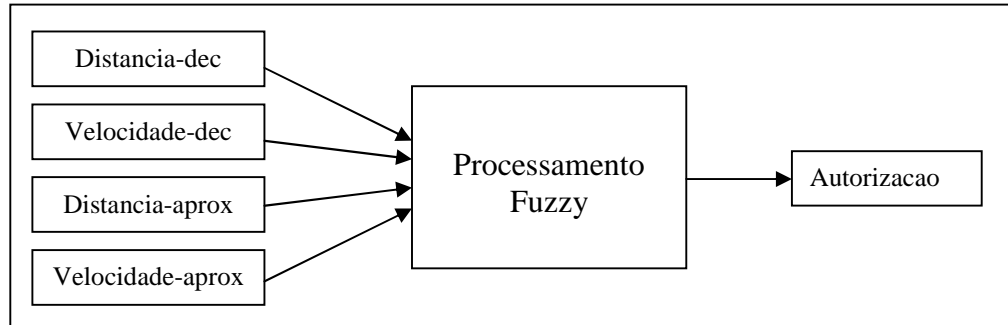 Distancia-dec
Velocidade-dec
Distancia-aprox
Velocidade-aprox
Processamento
Fuzzy
Autorizacao